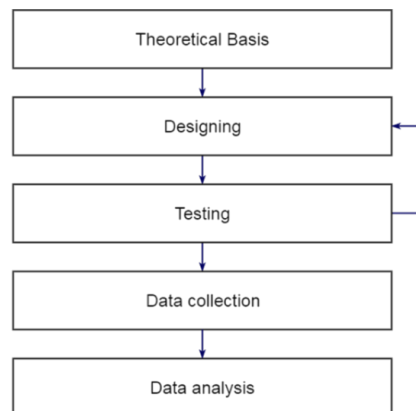 Theoretical Basis
Designing
Testing
Data collection
Data analysis